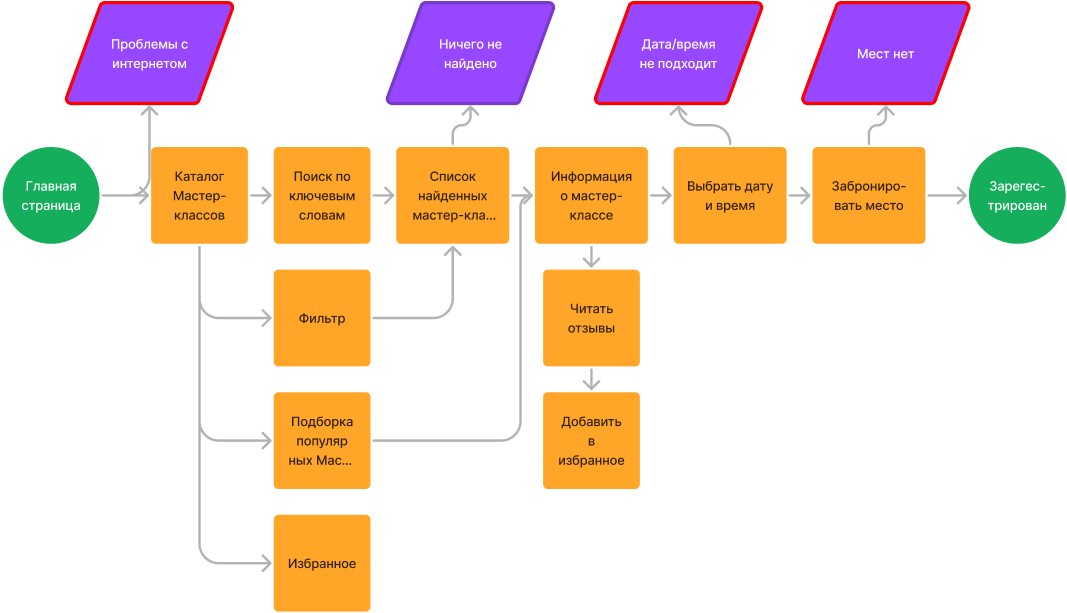 Проблемы с
интернетом
Ничего не
найдено
Дата/время
не подходит
Мест нет
Главная
страница
Каталог
Мастер-
классов
Поиск по
ключевым
словам
Список
найденных
мастер-кла...
Информация
о мастер-
классе
Выбрать дату
и время
Заброниро-
вать место
Зарегес-
трирован
Фильтр
Читать
отзывы
Подборка
популяр
ных Мас...
Добавить
в
избранное
Избранное